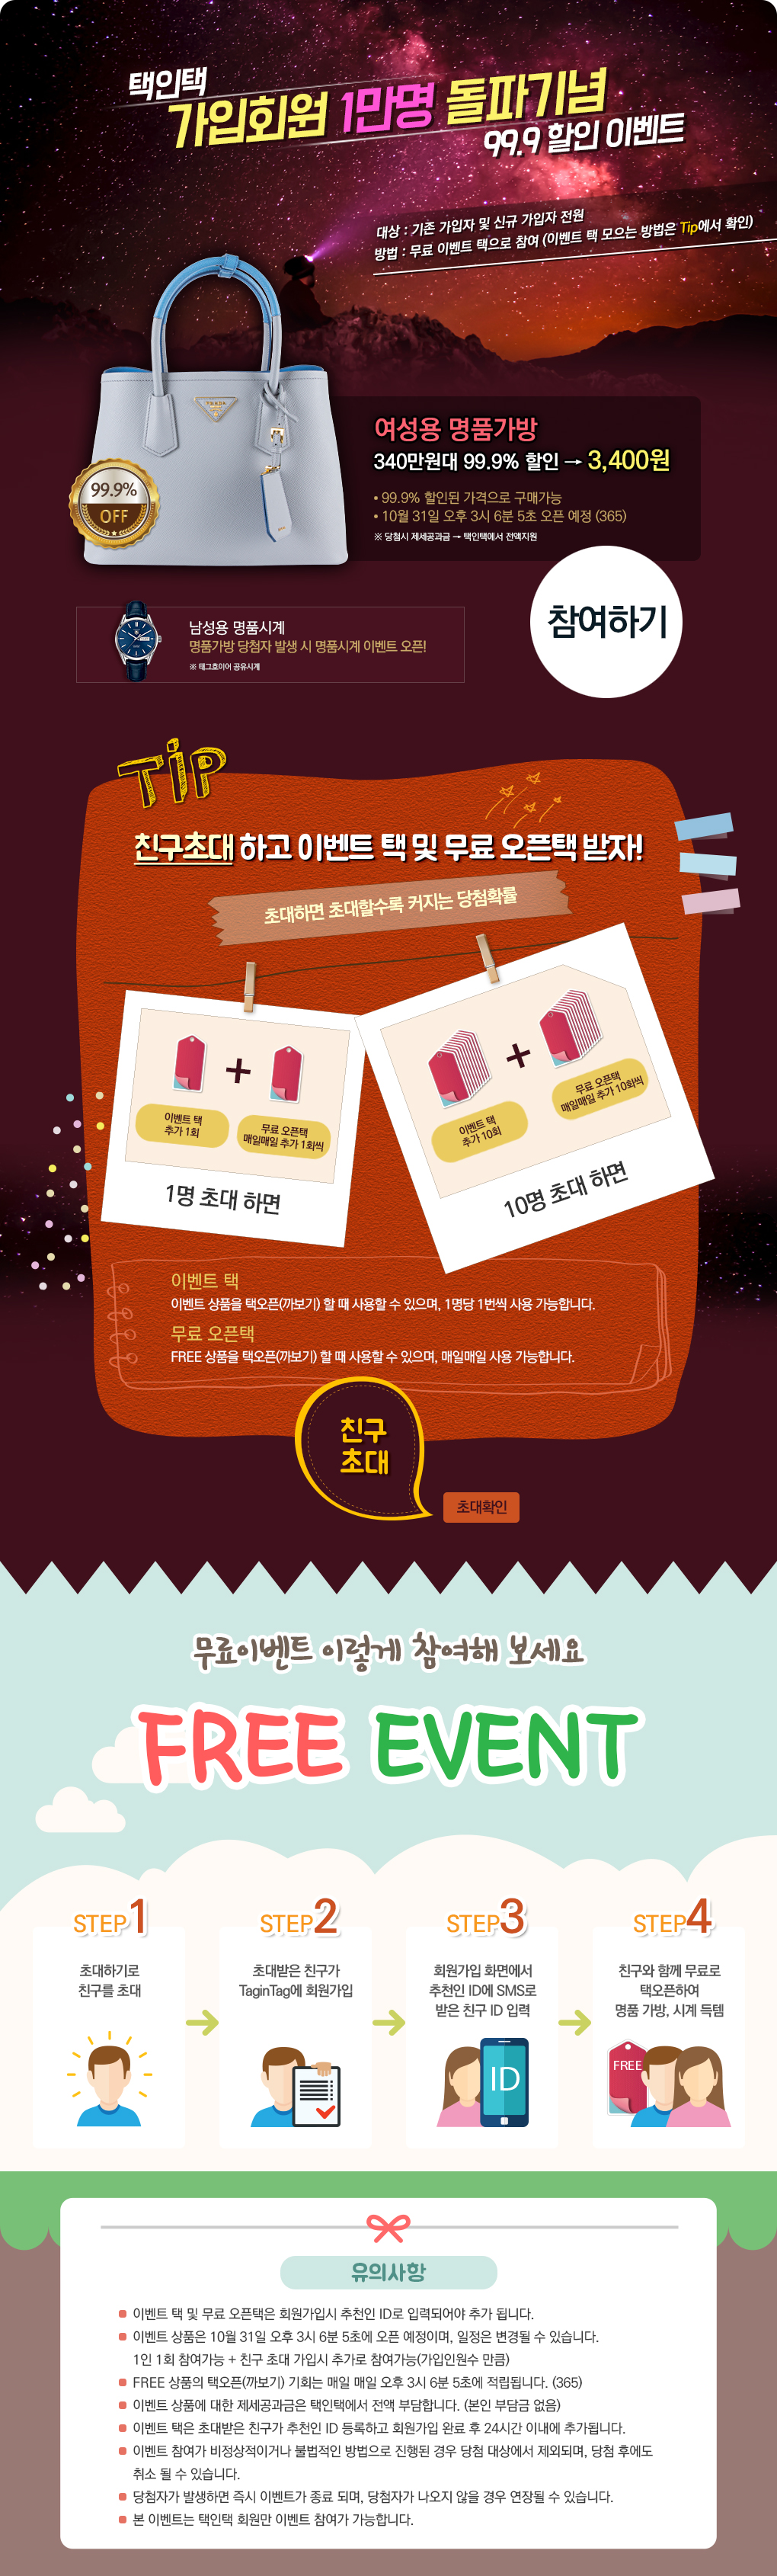 택인택
가입회원 1만명 돌파기념
99.9 할인 이벤트
대상 : 기존 가입자 및 신규 가입자 전원
방법 : 무료 이벤트 택으로 참여 (이벤트 택 모으는 방법은 Tip에서 확인)
PRADA
99.9%
OFF
여성용 명품가방
340만원대 99.9% 할인 → 3,400원
• 99.9% 할인된 가격으로 구매가능
• 10월 31일 오후 3시 6분 5초 오픈 예정 (365)
※ 당첨시 제세공과금 → 택인택에서 전액지원
참여하기
남성용 명품시계
명품가방 당첨자 발생 시 명품시계 이벤트 오픈!
※ 태그호이어 공유시계
TiP
친구초대 하고 이벤트 택 및 무료 오픈택 받자!
초대하면 초대할수록 커지는 당첨확률
+
이벤트 택
추가 1회
무료 오픈택
매일매일 추가 1회씩
1명 초대 하면
+
이벤트 택
추가 10회
무료 오픈택
매일매일 추가 10회씩
10명 초대 하면
이벤트 택
이벤트 상품을 택오픈(까보기) 할 때 사용할 수 있으며, 1명당 1번씩 사용 가능합니다.
무료 오픈택
FREE 상품을 택오픈(까보기) 할 때 사용할 수 있으며, 매일매일 사용 가능합니다.
친구
초대
초대확인
무료이벤트 이렇게 참여해 보세요
FREE EVENT
STEP1
초대하기로
친구를 초대
STEP2
초대받은 친구가
TaginTag에 회원가입
STEP3
회원가입 화면에서
추천인 ID에 SMS로
받은 친구 ID 입력
ID
STEP4
친구와 함께 무료로
택오픈하여
명품 가방, 시계 득템
FREE
유의사항
이벤트 택 및 무료 오픈택은 회원가입시 추천인 ID로 입력되어야 추가 됩니다.
이벤트 상품은 10월 31일 오후 3시 6분 5초에 오픈 예정이며, 일정은 변경될 수 있습니다.
1인 1회 참여가능 + 친구 초대 가입시 추가로 참여가능(가입인원수 만큼)
FREE 상품의 택오픈(까보기) 기회는 매일 매일 오후 3시 6분 5초에 적립됩니다. (365)
이벤트 상품에 대한 제세공과금은 택인택에서 전액 부담합니다. (본인 부담금 없음)
이벤트 택은 초대받은 친구가 추천인 ID 등록하고 회원가입 완료 후 24시간 이내에 추가됩니다.
이벤트 참여가 비정상적이거나 불법적인 방법으로 진행된 경우 당첨 대상에서 제외되며, 당첨 후에도
취소 될 수 있습니다.
당첨자가 발생하면 즉시 이벤트가 종료 되며, 당첨자가 나오지 않을 경우 연장될 수 있습니다.
본 이벤트는 택인택 회원만 이벤트 참여가 가능합니다.